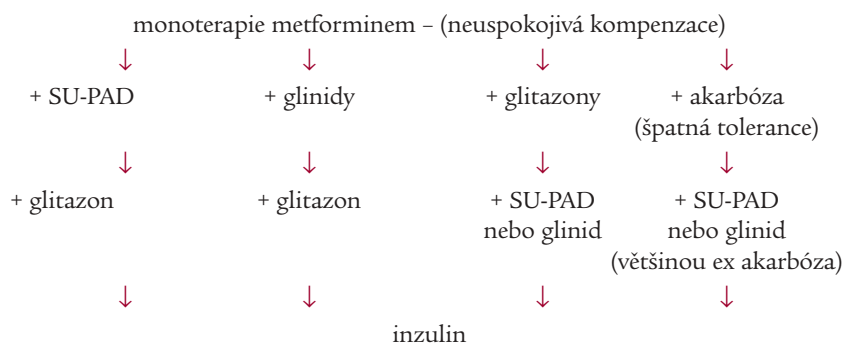 monoterapie metforminem – (neuspokojivá kompenzace)
↓ ↓ ↓ ↓
+ SU-PAD + glinidy + glitazony + akarbóza
(špatná tolerance)
↓ ↓ ↓ ↓
+ glitazon + glitazon + SU-PAD + SU-PAD
nebo glinid nebo glinid
(většinou ex akarbóza)
↓ ↓ ↓ ↓
inzulin